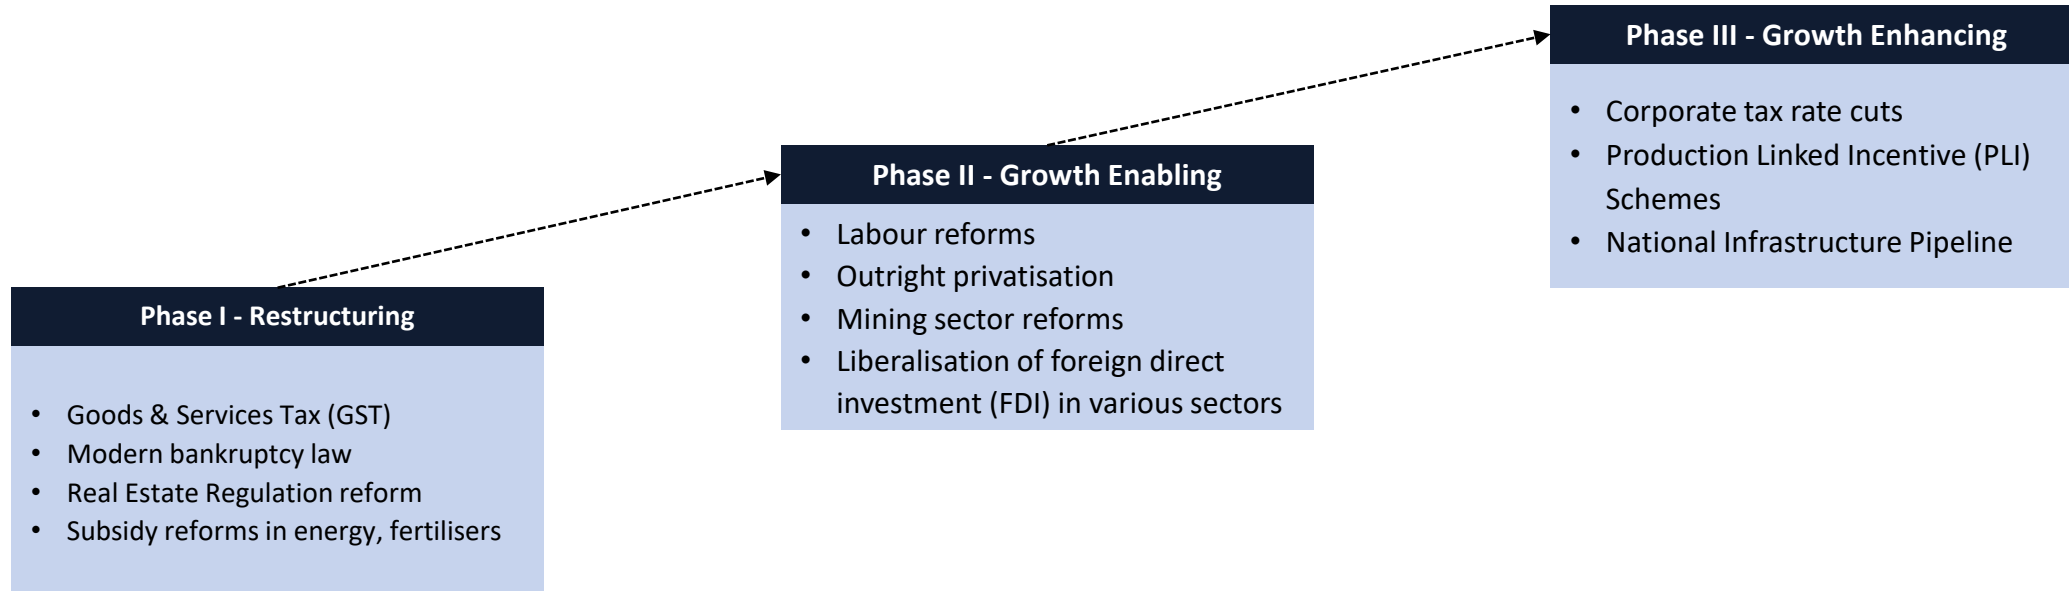 Phase III - Growth Enhancing
• Corporate tax rate cuts
• Production Linked Incentive (PLI)
Schemes
• National Infrastructure Pipeline
Phase II - Growth Enabling
• Labour reforms
• Outright privatisation
• Mining sector reforms
• Liberalisation of foreign direct
investment (FDI) in various sectors
Phase I - Restructuring
• Goods & Services Tax (GST)
• Modern bankruptcy law
• Real Estate Regulation reform
• Subsidy reforms in energy, fertilisers